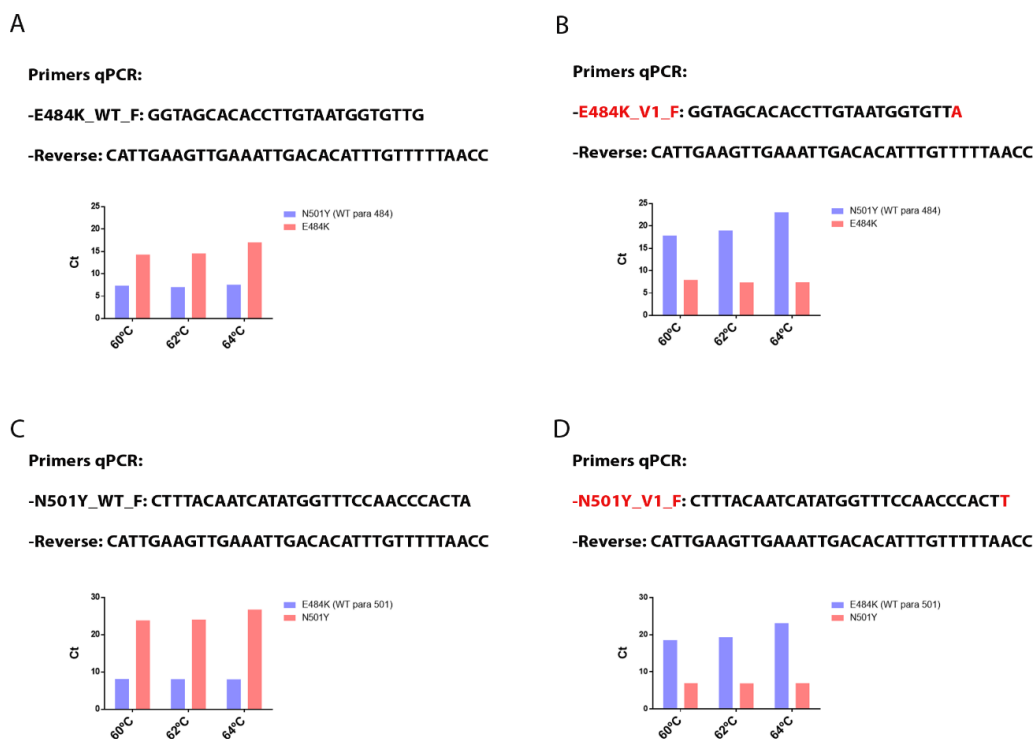 A
Primers qPCR:
-E484K_WT_F: GGTAGCACACCTTGTAATGGTGTTG
-Reverse: CATTGAAGTTGAAATTGACACATTTGTTTTTAACC
N501Y (WT para 484)
E484K
25
20
15
10
5
0
Ct
60ºC
62ºC
64ºC
B
Primers qPCR:
-E484K_V1_F: GGTAGCACACCTTGTAATGGTGTTA
-Reverse: CATTGAAGTTGAAATTGACACATTTGTTTTTAACC
N501Y (WT para 484)
E484K
25
20
15
10
5
0
Ct
60ºC
62ºC
64ºC
C
Primers qPCR:
-N501Y_WT_F: CTTTACAATCATATGGTTTCCAACCCACTA
-Reverse: CATTGAAGTTGAAATTGACACATTTGTTTTTAACC
E484K (WT para 501)
N501Y
30
20
10
0
Ct
60ºC
62ºC
64ºC
D
Primers qPCR:
-N501Y_V1_F: CTTTACAATCATATGGTTTCCAACCCACTT
-Reverse: CATTGAAGTTGAAATTGACACATTTGTTTTTAACC
E484K (WT para 501)
N501Y
30
20
10
0
Ct
60ºC
62ºC
64ºC